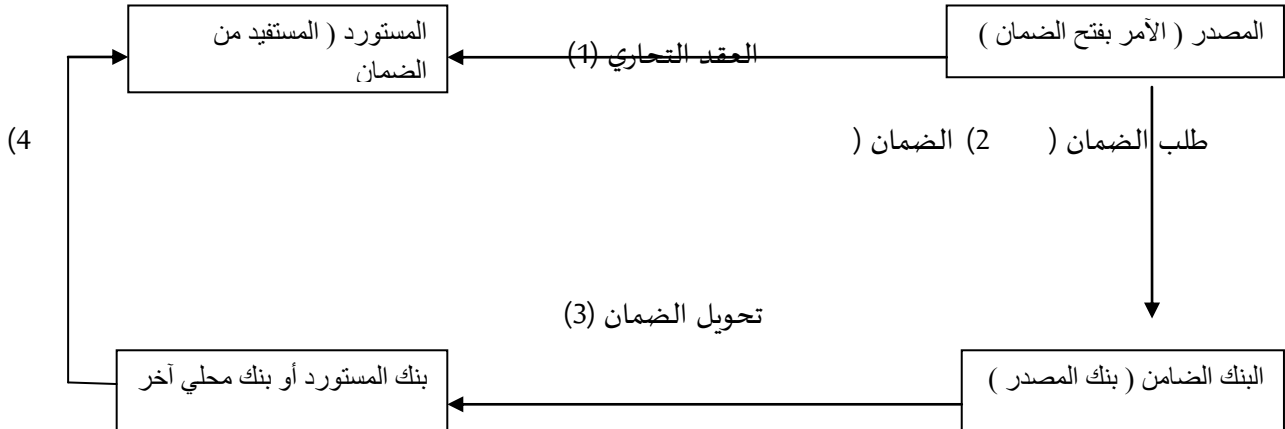 المصدر ( الآمر بفتح الضمان )
المستورد ( المستفيد من
الضمان
العقد التجاري (1)
طلب الضمان ( 2) الضمان (
4)
تحويل الضمان (3)
البنك الضامن ( بنك المصدر )
بنك المستورد أو بنك محلي آخر